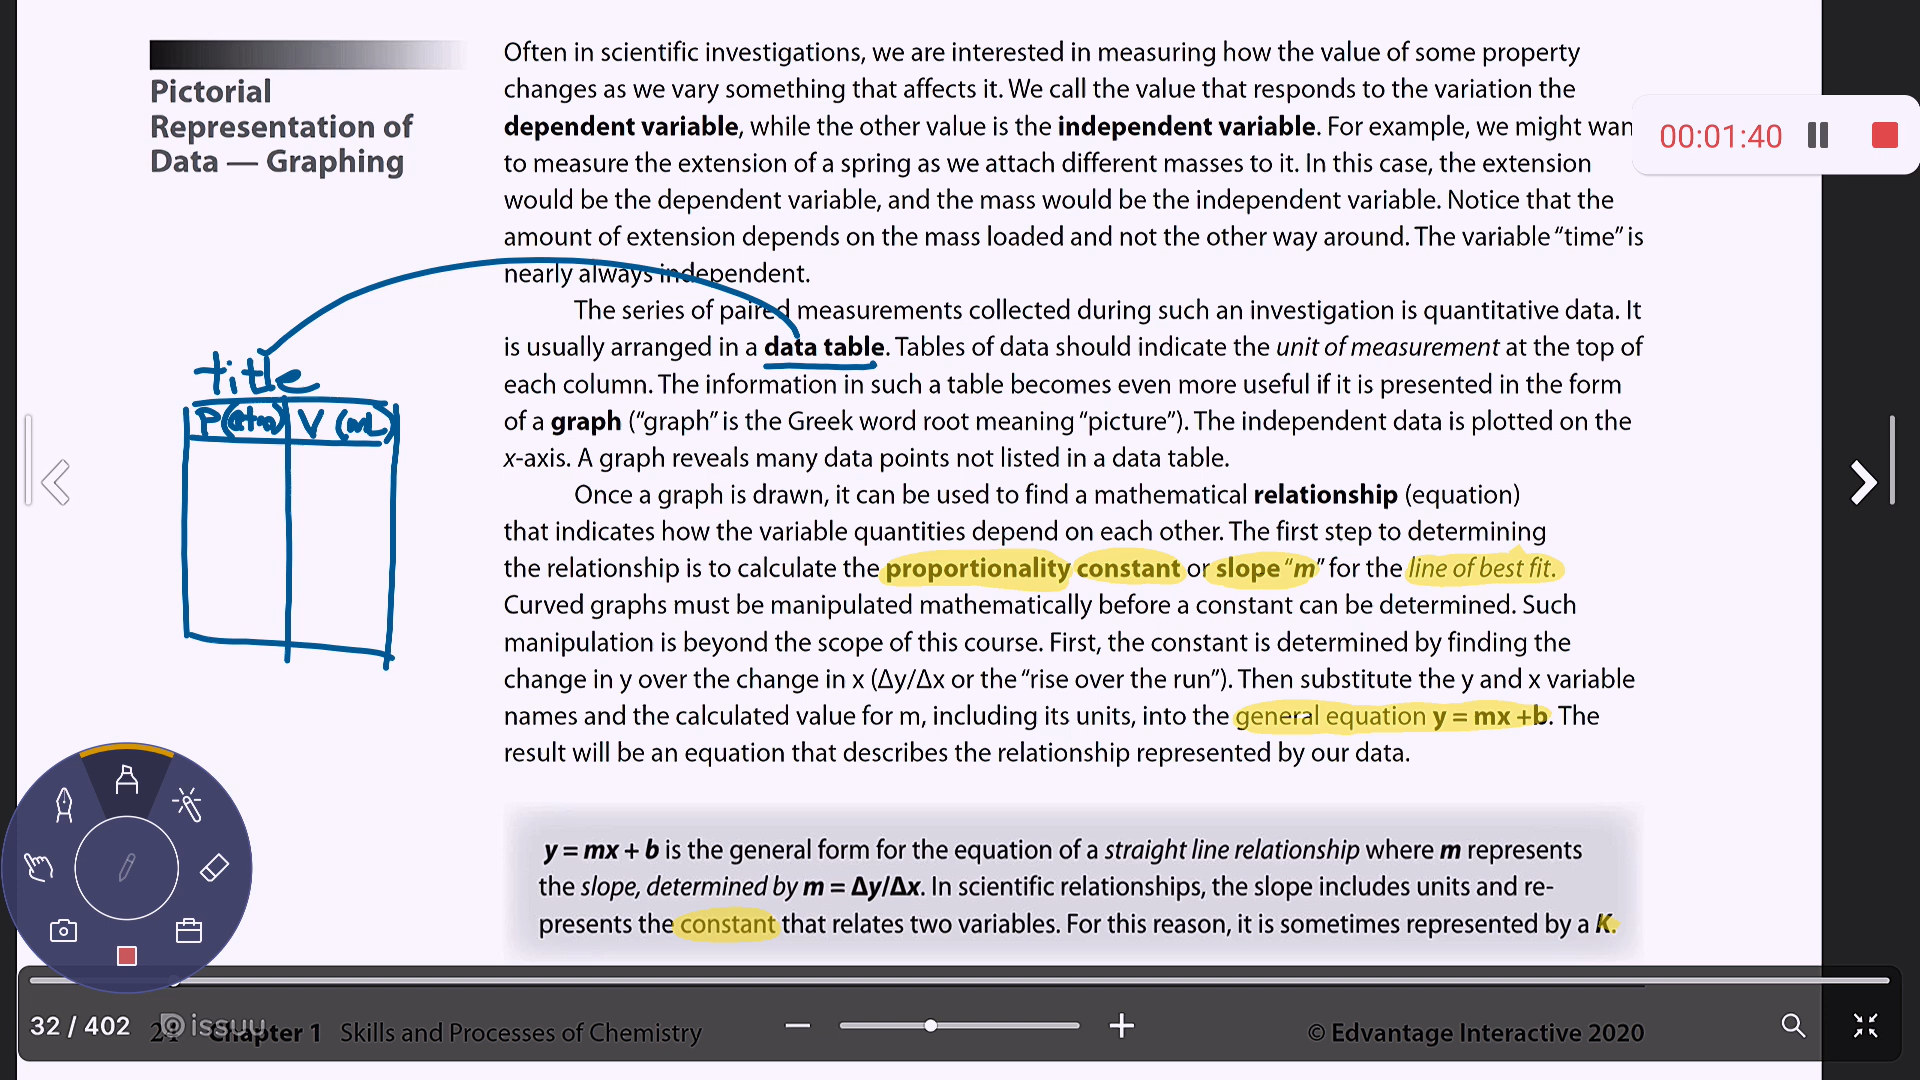 Pictorial
Representation of
Data — Graphing
Often in scientific investigations, we are interested in measuring how the value of some property
changes as we vary something that affects it. We call the value that responds to the variation the
dependent variable, while the other value is the independent variable. For example, we might wan
to measure the extension of a spring as we attach different masses to it. In this case, the extension
would be the dependent variable, and the mass would be the independent variable. Notice that the
amount of extension depends on the mass loaded and not the other way around. The variable “time” is
nearly always independent.
The series of paired measurements collected during such an investigation is quantitative data. It
is usually arranged in a data table. Tables of data should indicate the unit of measurement at the top of
each column. The information in such a table becomes even more useful if it is presented in the form
of a graph (“graph” is the Greek word root meaning “picture”). The independent data is plotted on the
x-axis. A graph reveals many data points not listed in a data table.
Once a graph is drawn, it can be used to find a mathematical relationship (equation)
that indicates how the variable quantities depend on each other. The first step to determining
the relationship is to calculate the proportionality constant or slope “m” for the line of best fit.
Curved graphs must be manipulated mathematically before a constant can be determined. Such
manipulation is beyond the scope of this course. First, the constant is determined by finding the
change in y over the change in x (Δy/Δx or the “rise over the run”). Then substitute the y and x variable
names and the calculated value for m, including its units, into the general equation y = mx +b. The
result will be an equation that describes the relationship represented by our data.
y = mx + b is the general form for the equation of a straight line relationship where m represents
the slope, determined by m = Δy/Δx. In scientific relationships, the slope includes units and re-
presents the constant that relates two variables. For this reason, it is sometimes represented by a K.
00:01:40
title
P(atm) V (mL)
32 / 402
issuu
24 Chapter 1 Skills and Processes of Chemistry
© Edvantage Interactive 2020